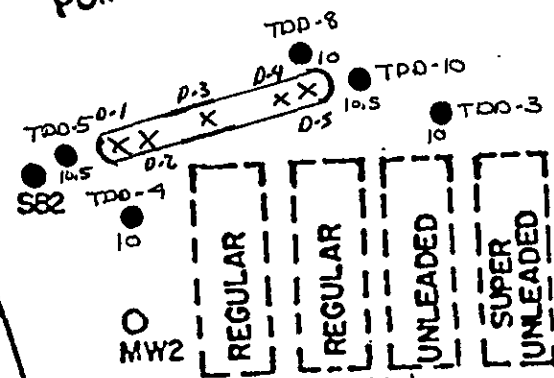 TDD-8
10
D-4
TDD-10
10.5
D-3
D-1
TDD-5
10.5
D-2
D-5
TDD-3
10
SB2
TDD-4
10
REGULAR
REGULAR
UNLEADED
SUPER
UNLEADED
MW2